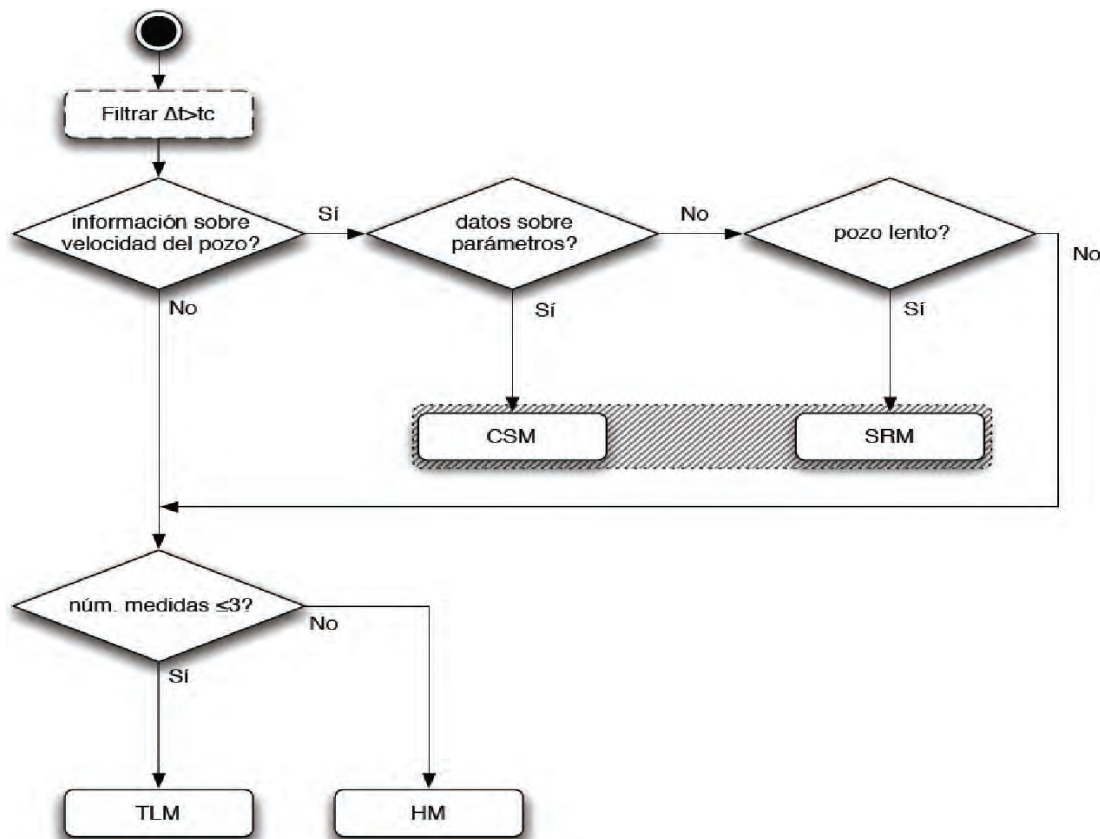 Filtrar Δt>tc
información sobre
velocidad del pozo?
Sí
datos sobre
parámetros?
No
pozo lento?
No
No
Sí
Sí
CSM
SRM
núm. medidas ≤3?
No
Sí
TLM
HM